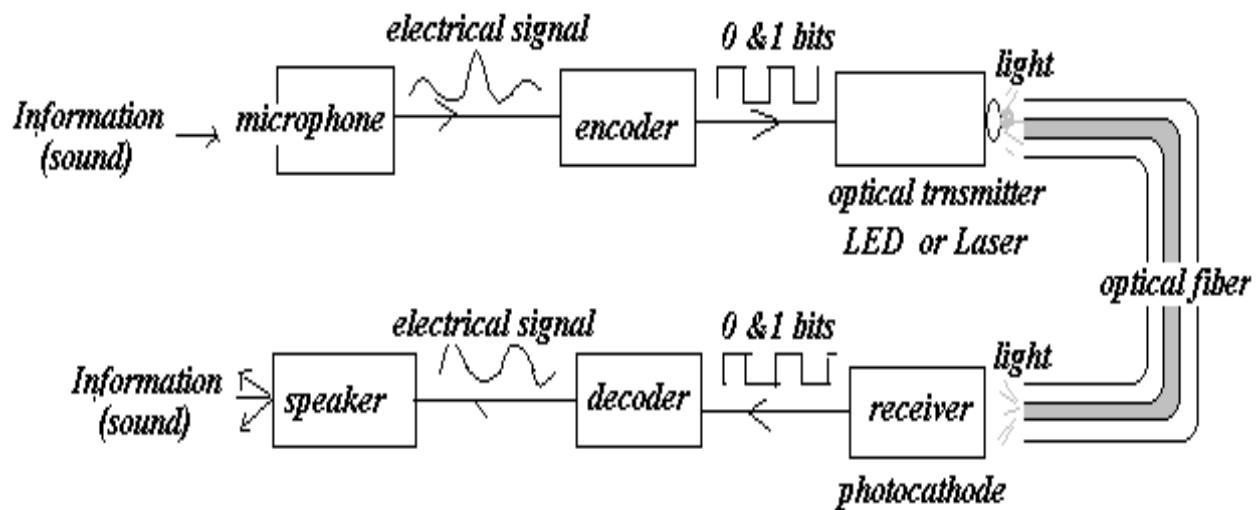 electrical signal
0 &1 bits
light
Information
(sound)
microphone
encoder
optical trnsmitter
LED or Laser
optical fiber
electrical signal
0 &1 bits
light
Information
(sound)
speaker
decoder
receiver
photocathode